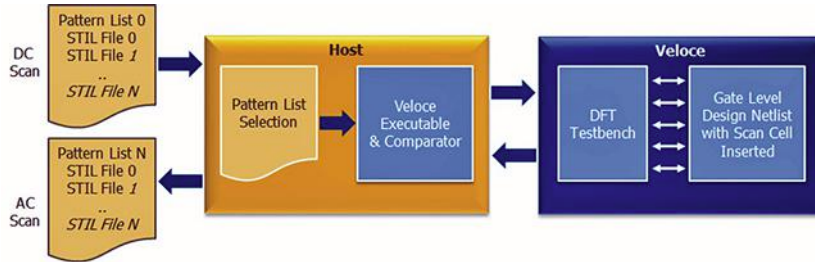 DC
Scan
Pattern List 0
STIL File 0
STIL File 1
..
STIL File N
AC
Scan
Pattern List N
STIL File 0
STIL File 1
..
STIL File N
Host
Pattern List
Selection
Veloce
Executable
& Comparator
Veloce
DFT
Testbench
Gate Level
Design Netlist
with Scan Cell
Inserted